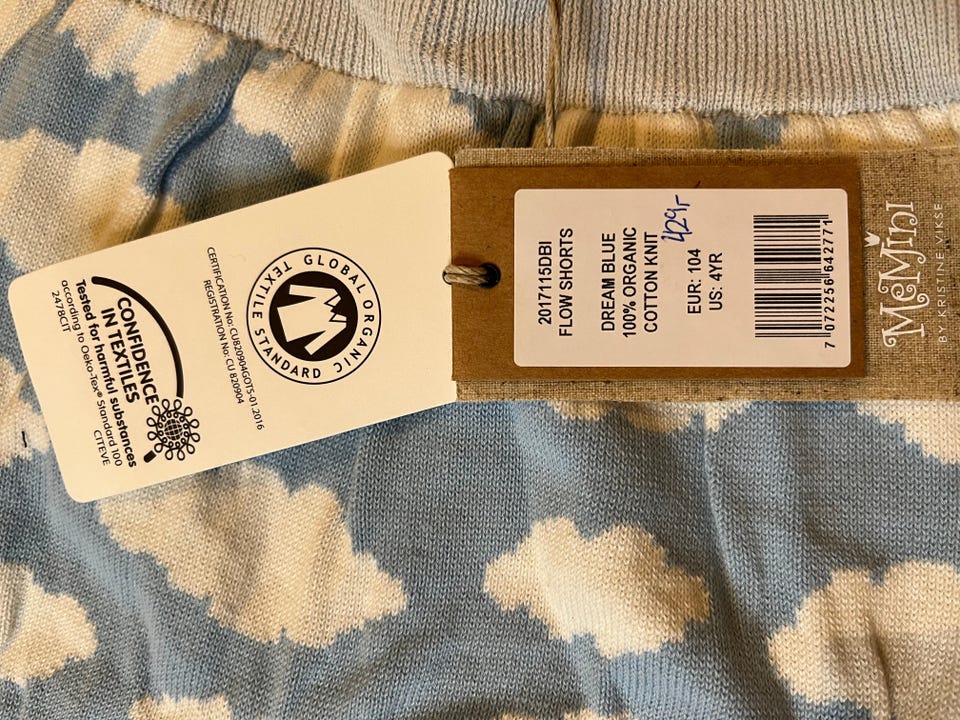 GLOBAL ORGANIC
TEXTILE STANDARD
CERTIFICATION No: CU820904GOTS-01.2016
REGISTRATION No: CU 820904
CONFIDENCE
IN TEXTILES
Tested for harmful substances
according to Oeko-Tex® Standard 100
2478CIT
CITEVE
2017115DBI
FLOW SHORTS
DREAM BLUE
100% ORGANIC
COTTON KNIT
429,-
EUR: 104
US: 4YR
7 072256 642771
MeMini
BY KRISTINE VIKSE